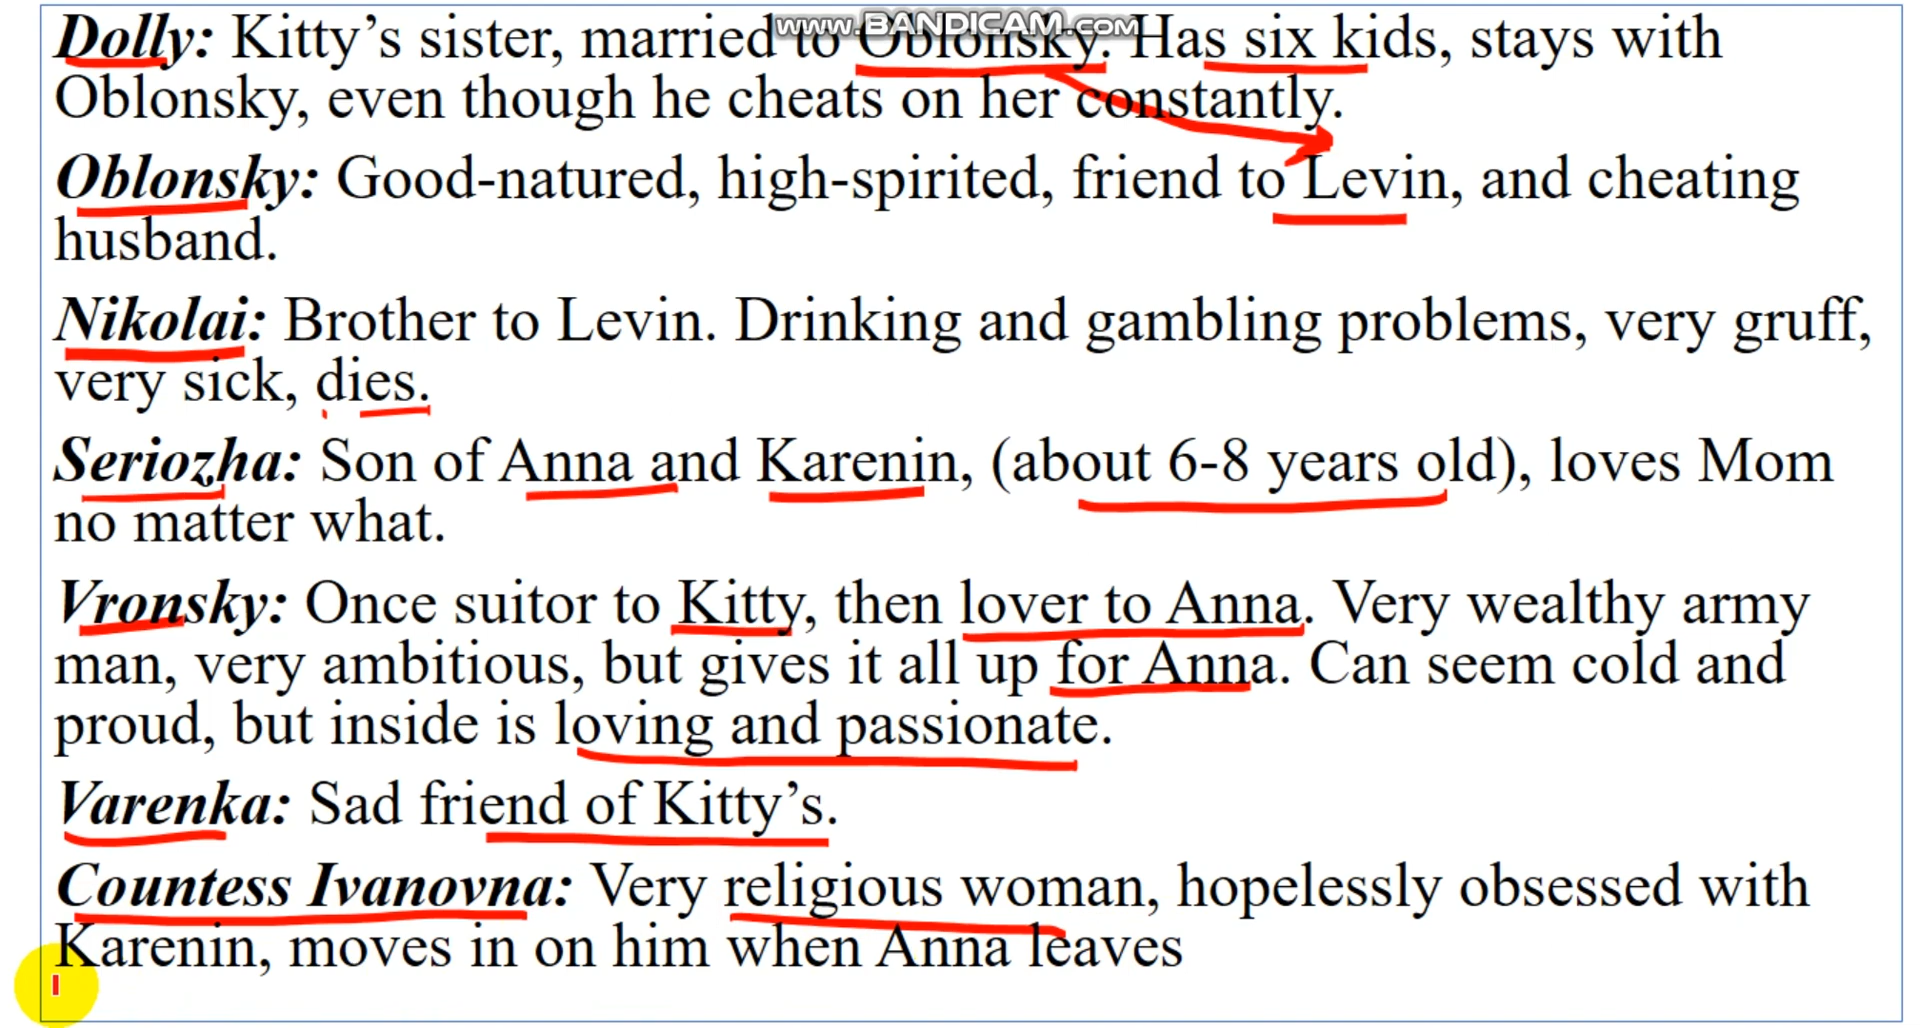 www.BANDICAM.com
Dolly: Kitty’s sister, married to Oblonsky. Has six kids, stays with
Oblonsky, even though he cheats on her constantly.
Oblonsky: Good-natured, high-spirited, friend to Levin, and cheating
husband.
Nikolai: Brother to Levin. Drinking and gambling problems, very gruff,
very sick, dies.
Seriozha: Son of Anna and Karenin, (about 6-8 years old), loves Mom
no matter what.
Vronsky: Once suitor to Kitty, then lover to Anna. Very wealthy army
man, very ambitious, but gives it all up for Anna. Can seem cold and
proud, but inside is loving and passionate.
Varenka: Sad friend of Kitty’s.
Countess Ivanovna: Very religious woman, hopelessly obsessed with
Karenin, moves in on him when Anna leaves